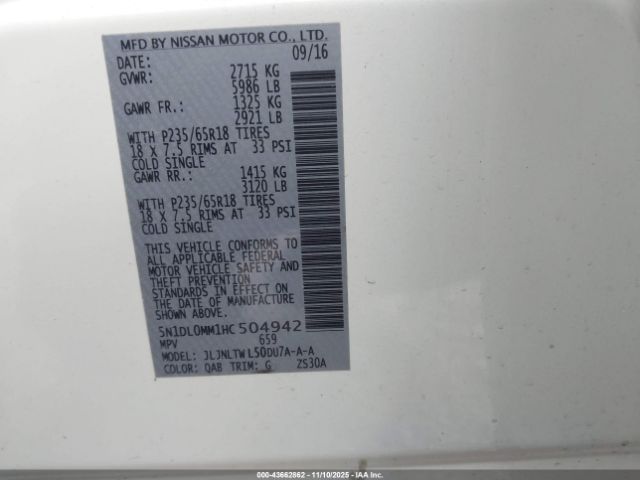 MFD BY NISSAN MOTOR CO., LTD.
DATE: 09/16
GVWR: 2715 KG
5986 LB
GAWR FR.: 1325 KG
2921 LB
WITH P235/65R18 TIRES
18 X 7.5 RIMS AT 33 PSI
COLD SINGLE
GAWR RR.: 1415 KG
3120 LB
WITH P235/65R18 TIRES
18 X 7.5 RIMS AT 33 PSI
COLD SINGLE
THIS VEHICLE CONFORMS TO
ALL APPLICABLE FEDERAL
MOTOR VEHICLE SAFETY AND
THEFT PREVENTION
STANDARDS IN EFFECT ON
THE DATE OF MANUFACTURE
5N1DL0MM1HC504942
MPV 659
MODEL: JLJNLTWL50DU7A-A-A
COLOR: QAB TRIM: G ZS30A
000-43662862 - 11/10/2025 - © IAA Inc.